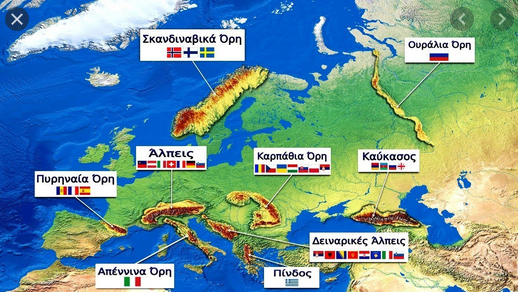 Σκανδιναβικά Όρη
Ουράλια Όρη
Άλπεις
Καρπάθια Όρη
Καύκασος
Πυρηναία Όρη
Δειναρικές Άλπεις
Απέννινα Όρη
Πίνδος